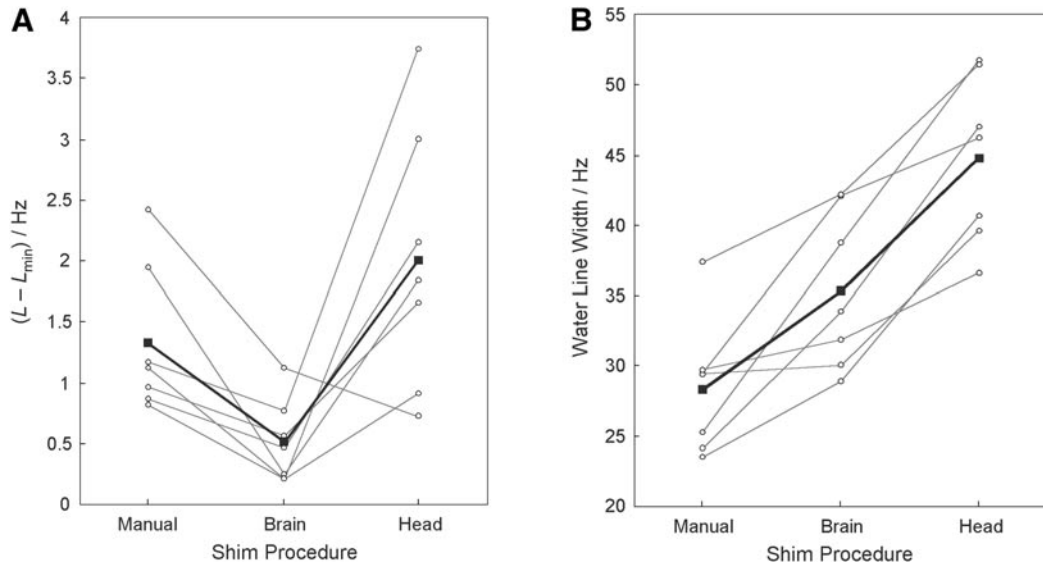 A
(L – Lmin) / Hz
4
3.5
3
2.5
2
1.5
1
0.5
0
Manual Brain Head
Shim Procedure
B
Water Line Width / Hz
55
50
45
40
35
30
25
20
Manual Brain Head
Shim Procedure